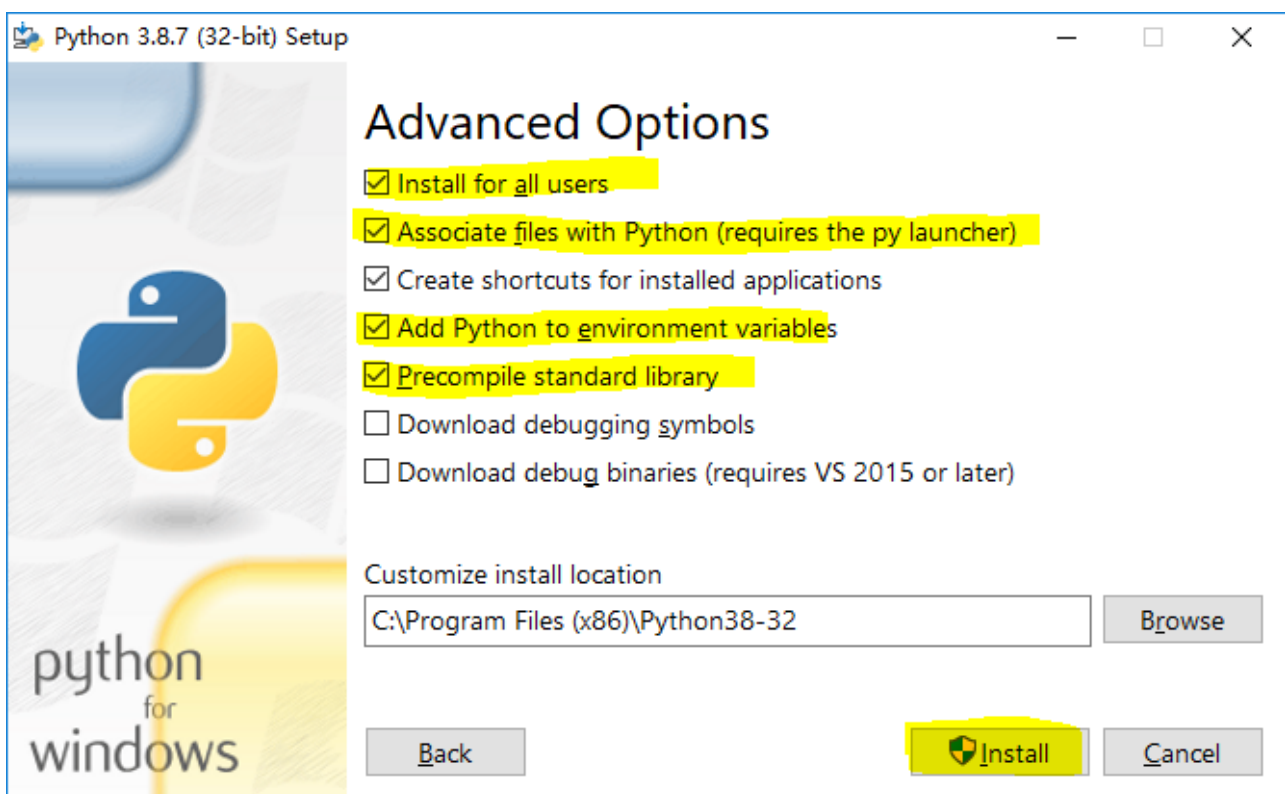 Python 3.8.7 (32-bit) Setup
Advanced Options
Install for all users
Associate files with Python (requires the py launcher)
Create shortcuts for installed applications
Add Python to environment variables
Precompile standard library
Download debugging symbols
Download debug binaries (requires VS 2015 or later)
Customize install location
C:\Program Files (x86)\Python38-32
Browse
python
for
windows
Back
Install
Cancel